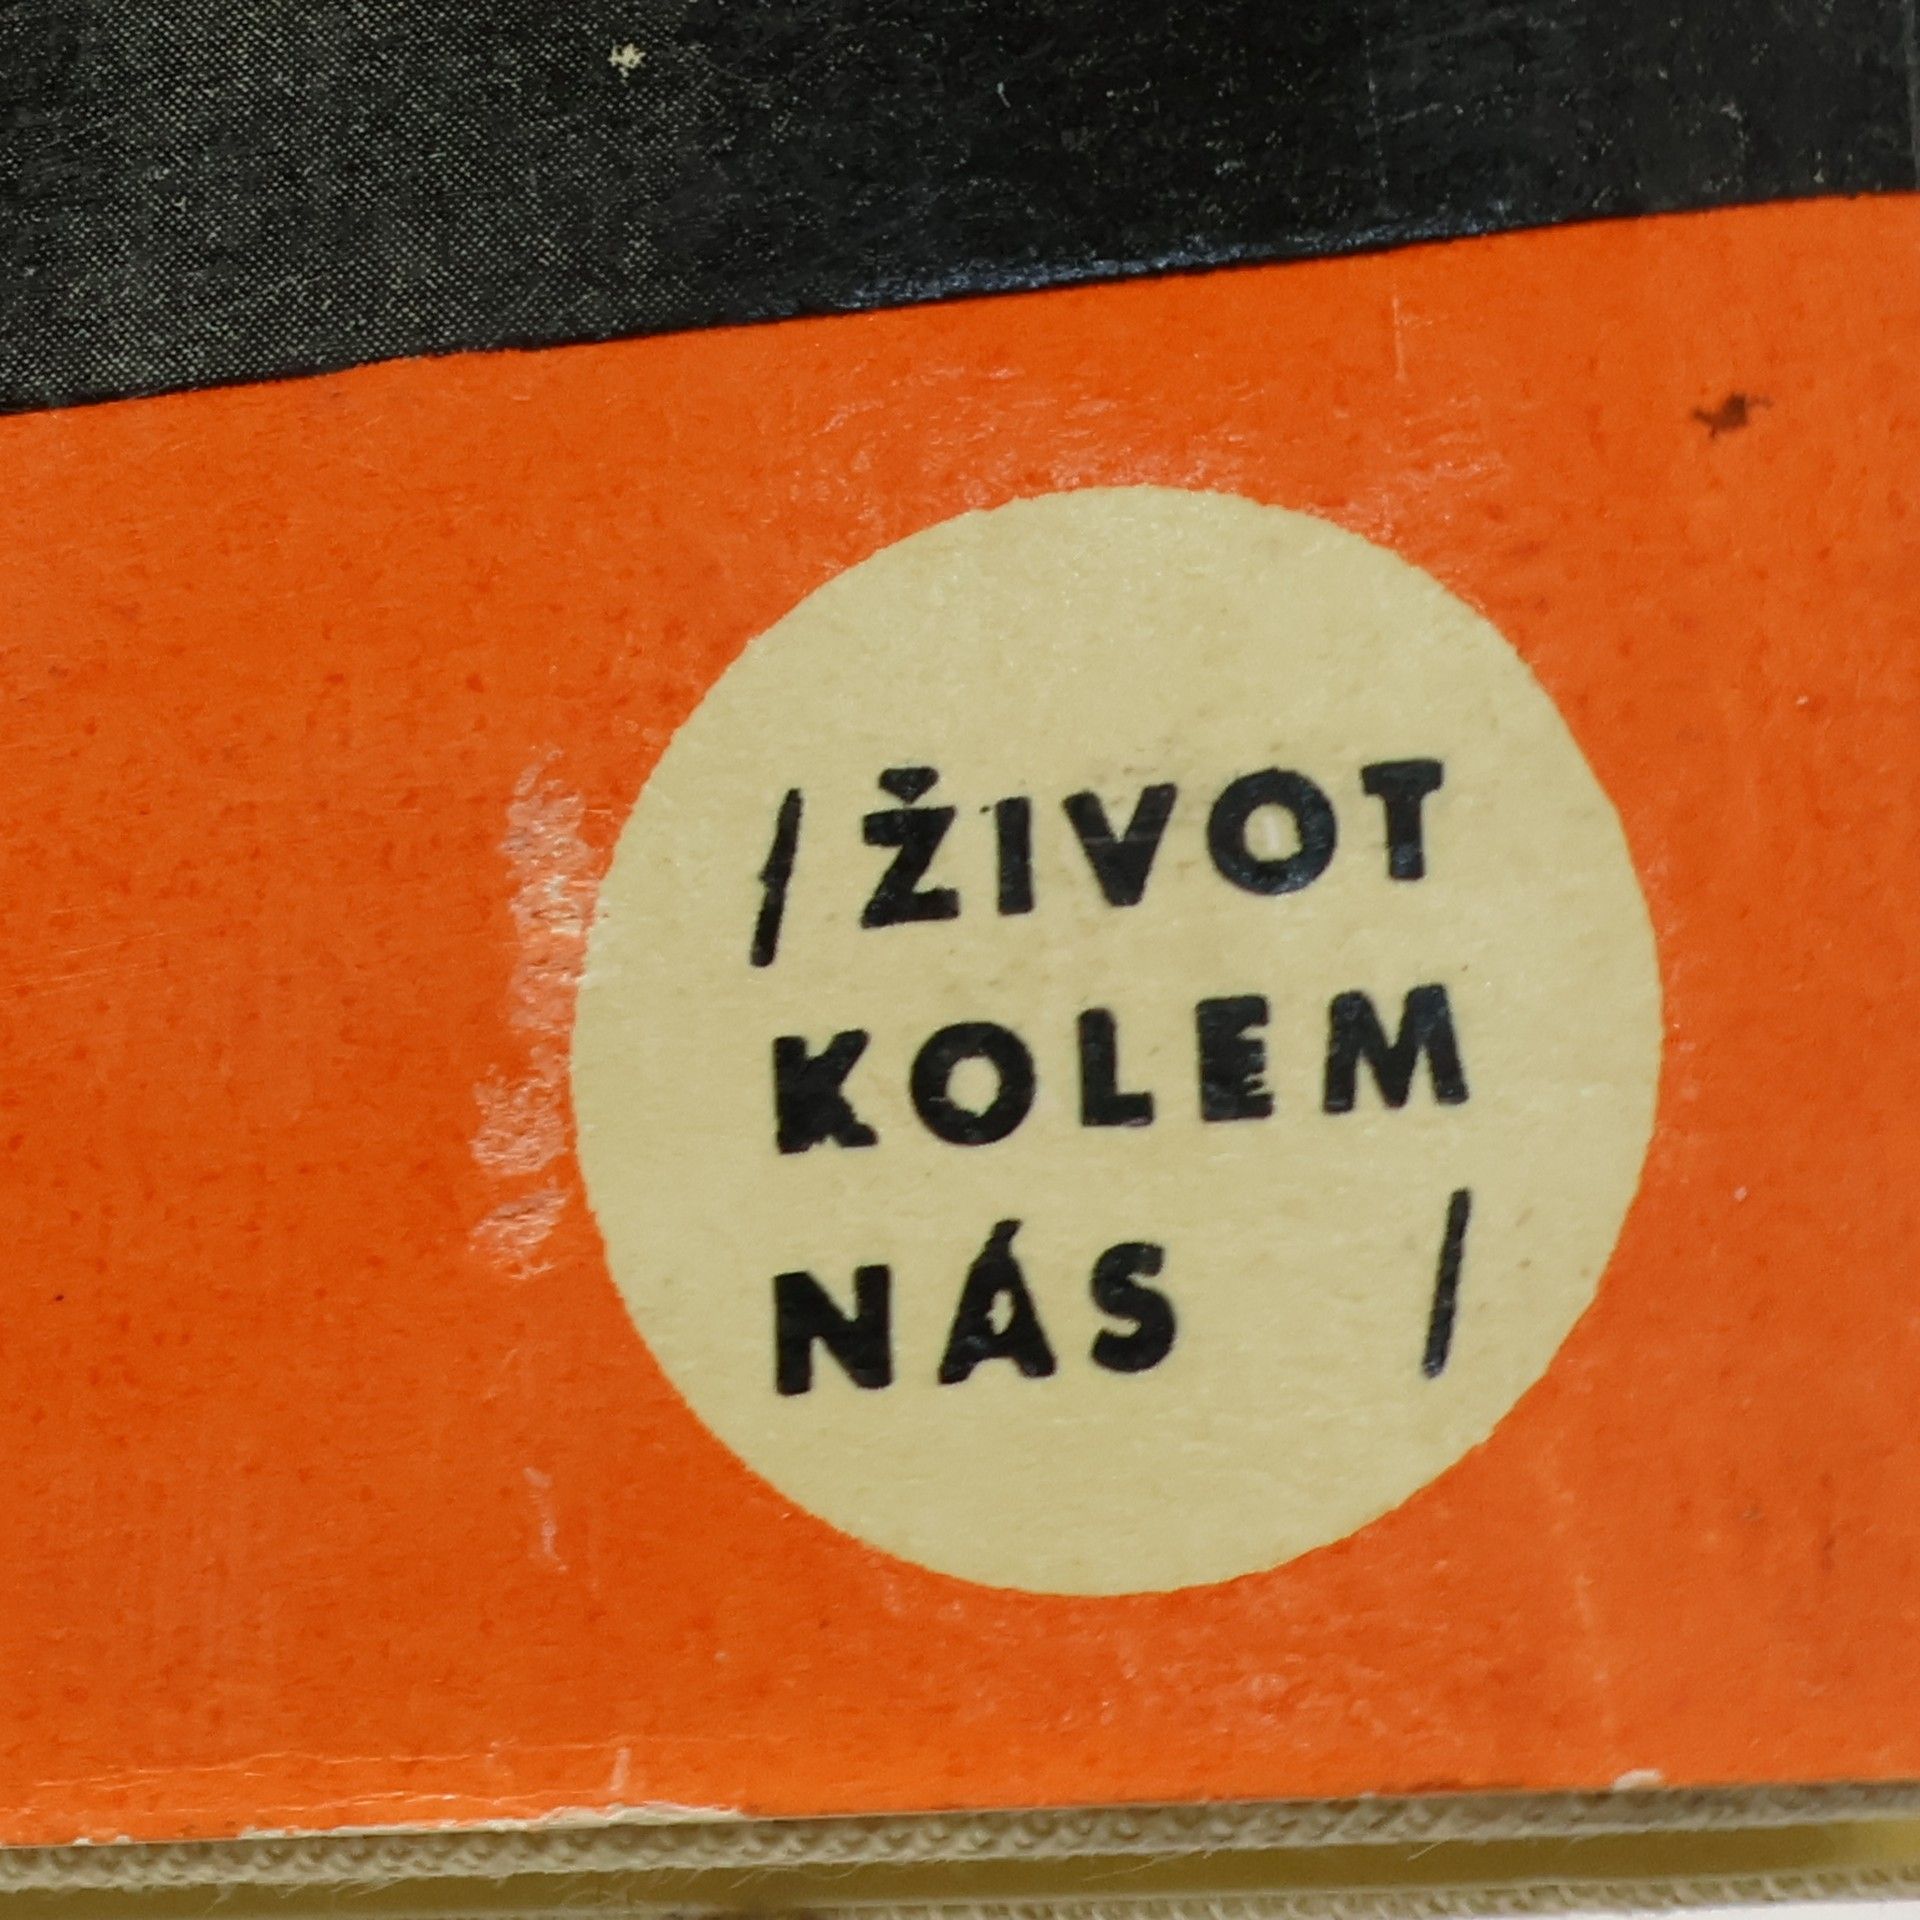 / ŽIVOT
KOLEM
NÁS /